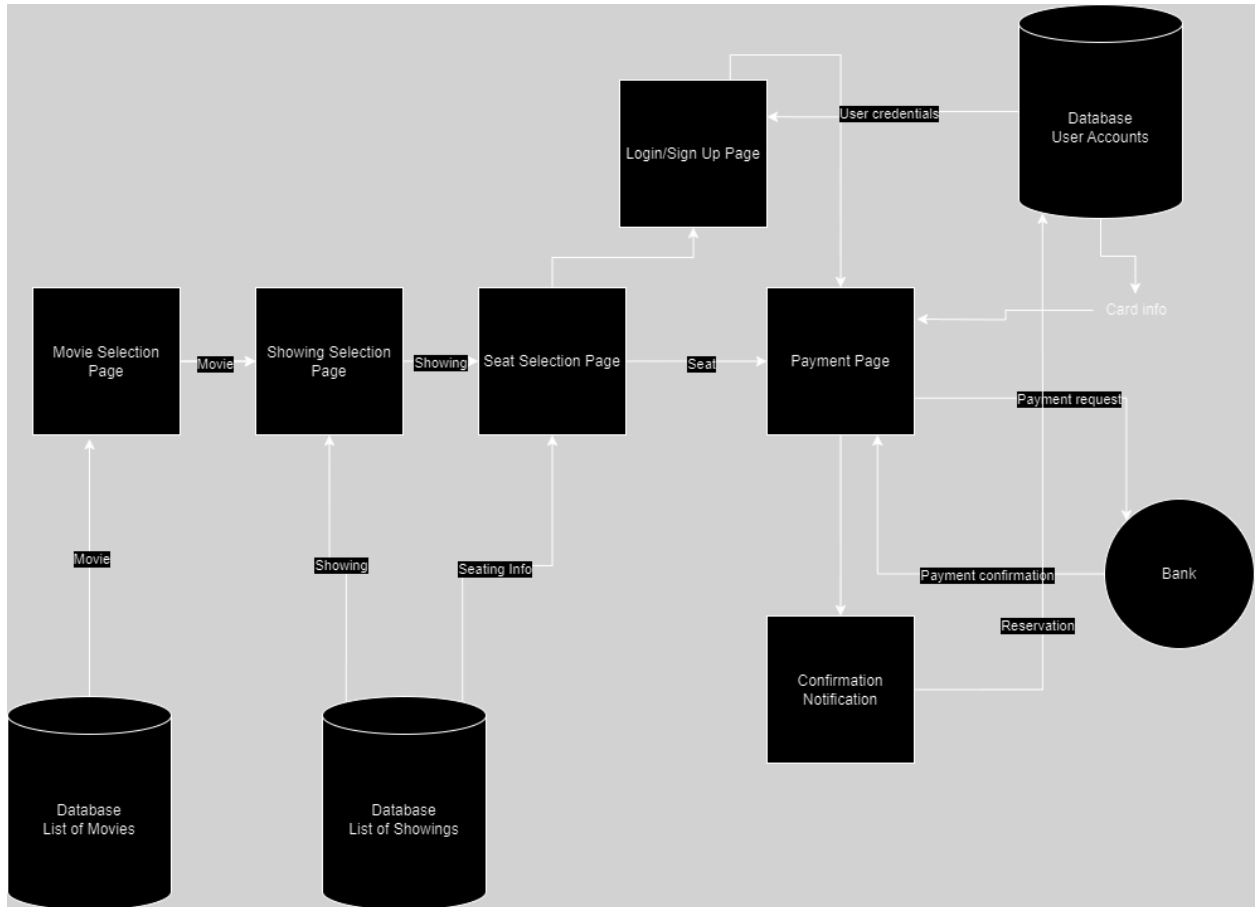 Database
User Accounts
User credentials
Login/Sign Up Page
Card info
Movie Selection
Page
Movie
Showing Selection
Page
Showing
Seat Selection Page
Seat
Payment Page
Payment request
Movie
Showing
Seating Info
Payment confirmation
Bank
Reservation
Confirmation
Notification
Database
List of Movies
Database
List of Showings